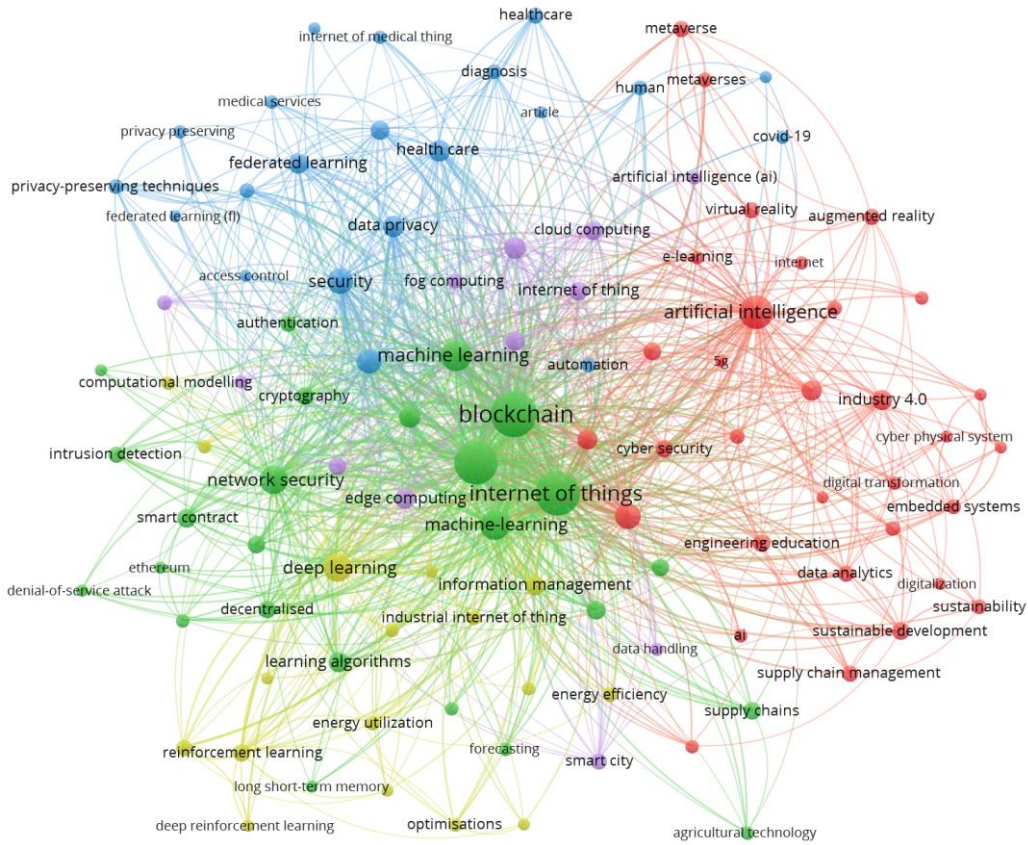 healthcare
metaverse
internet of medical thing
diagnosis
metaverses
human
medical services
article
privacy preserving
covid-19
health care
federated learning
artificial intelligence (ai)
privacy-preserving techniques
virtual reality
federated learning (fl)
augmented reality
data privacy
cloud computing
e-learning
internet
access control
security
fog computing
internet of thing
artificial intelligence
authentication
machine learning
automation
5g
computational modelling
cryptography
industry 4.0
blockchain
cyber physical system
intrusion detection
cyber security
network security
digital transformation
edge computing
internet of things
embedded systems
smart contract
machine-learning
engineering education
ethereum
deep learning
data analytics
denial-of-service attack
information management
digitalization
decentralised
industrial internet of thing
sustainability
ai
sustainable development
data handling
learning algorithms
supply chain management
energy efficiency
supply chains
energy utilization
reinforcement learning
forecasting
smart city
long short-term memory
deep reinforcement learning
optimisations
agricultural technology